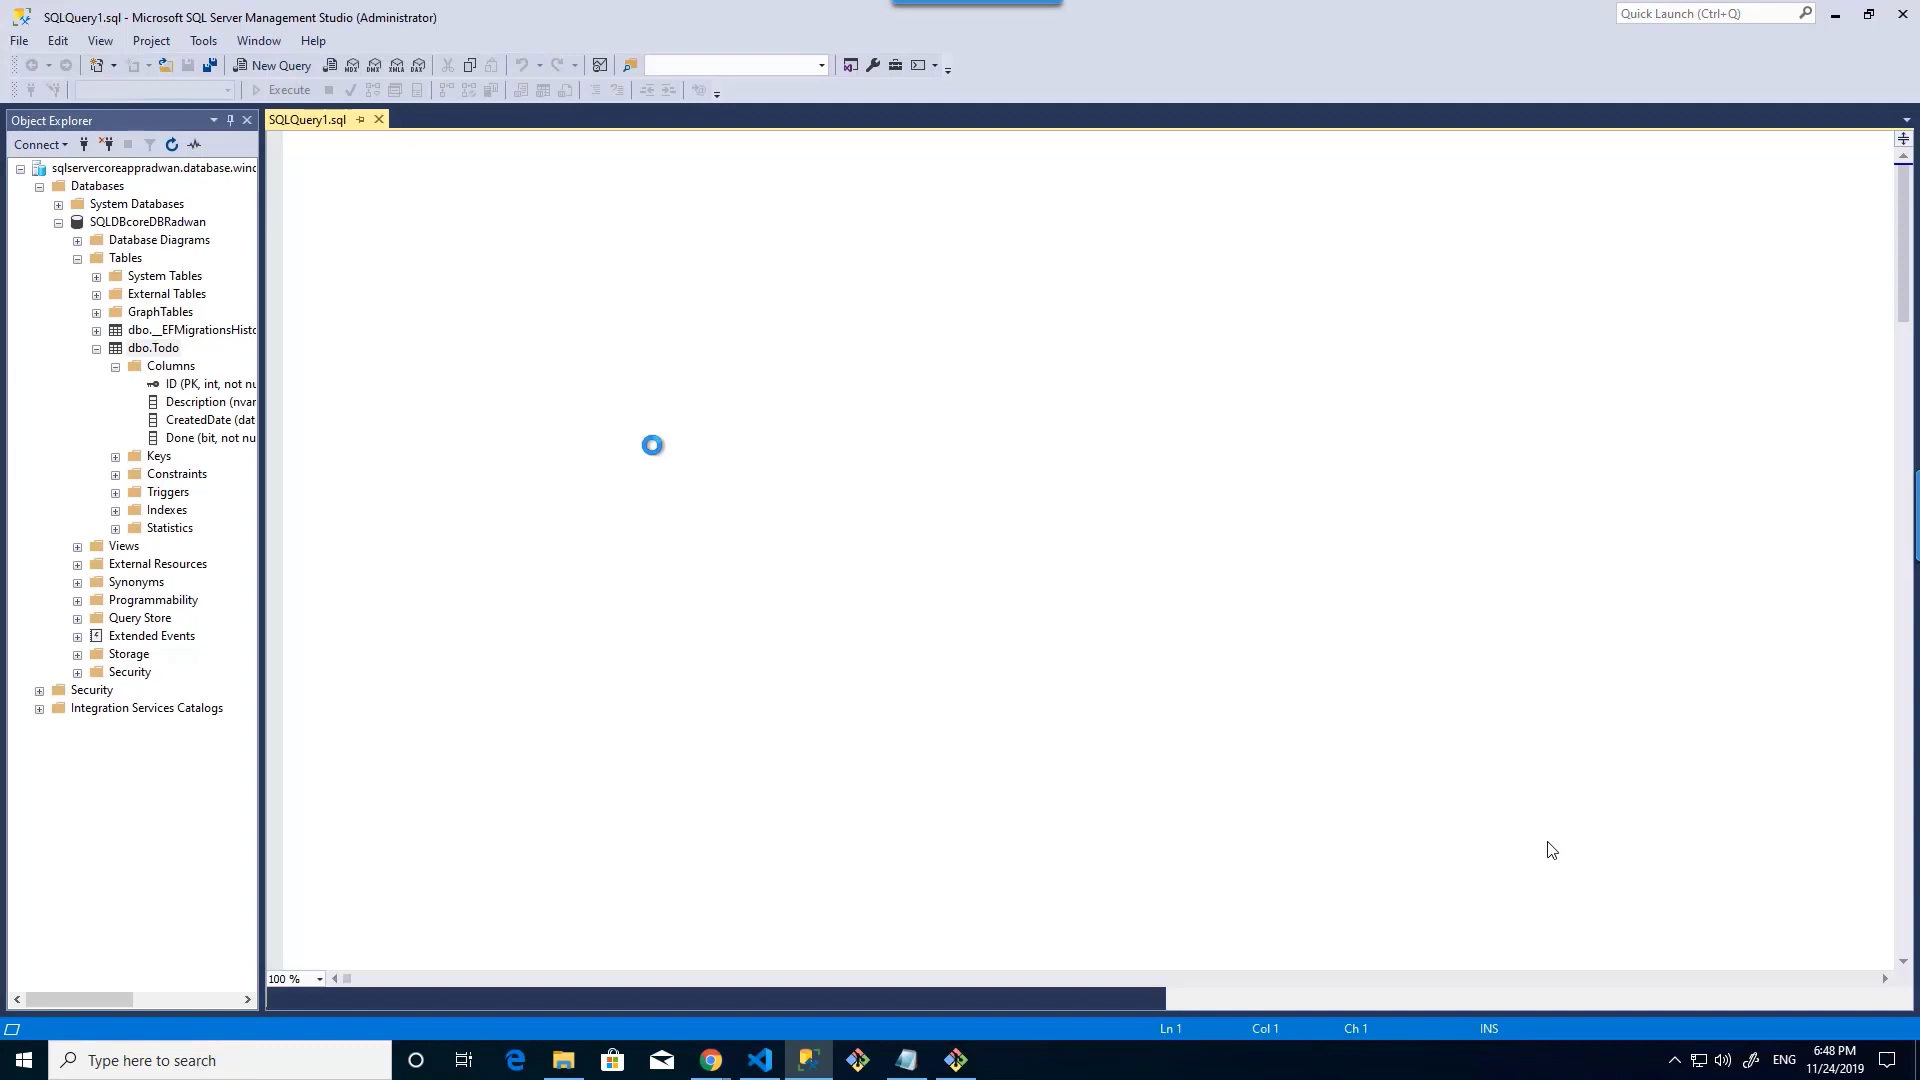 SQLQuery1.sql - Microsoft SQL Server Management Studio (Administrator)
Quick Launch (Ctrl+Q)
File Edit View Project Tools Window Help
New Query
MDX DMX XMLA DAX
Execute
Object Explorer
SQLQuery1.sql
Connect
sqlservercoreappradwan.database.winc
Databases
System Databases
SQLDBcoreDBRadwan
Database Diagrams
Tables
System Tables
External Tables
GraphTables
dbo.__EFMigrationsHisto
dbo.Todo
Columns
ID (PK, int, not nu
Description (nvar
CreatedDate (dat
Done (bit, not nu
Keys
Constraints
Triggers
Indexes
Statistics
Views
External Resources
Synonyms
Programmability
Query Store
Extended Events
Storage
Security
Security
Integration Services Catalogs
100 %
Ln 1 Col 1 Ch 1 INS
Type here to search
ENG
6:48 PM
11/24/2019